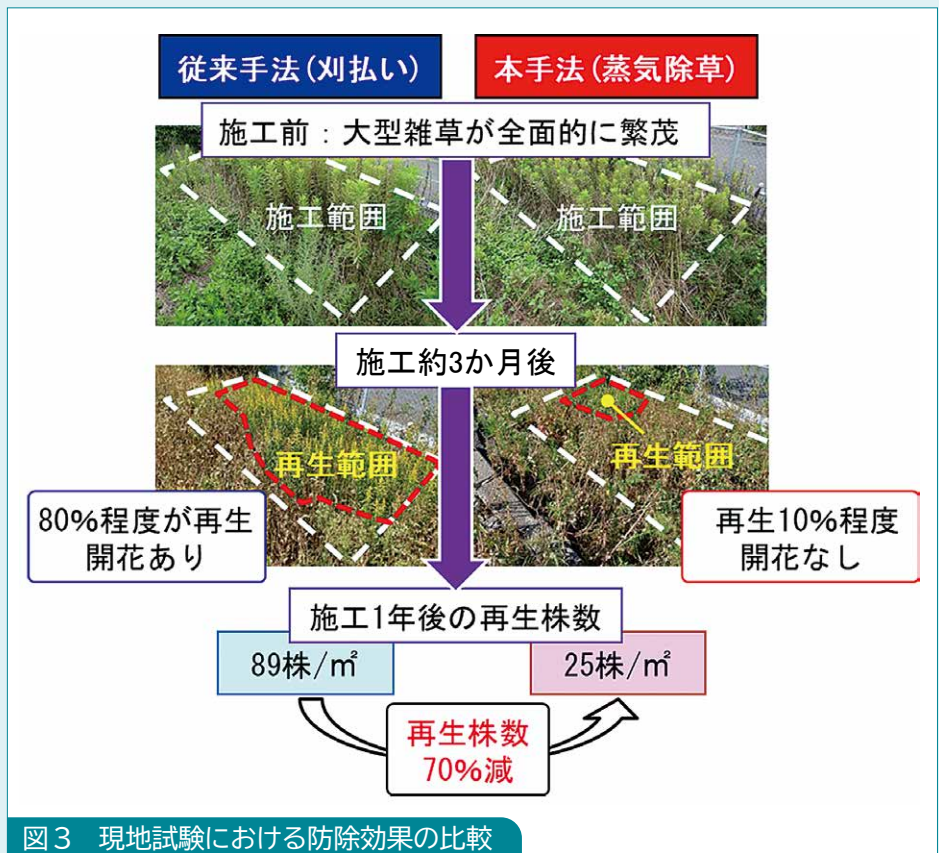 従来手法(刈払い)
本手法(蒸気除草)
施工前：大型雑草が全面的に繁茂
施工範囲
施工範囲
施工約3か月後
再生範囲
再生範囲
80%程度が再生
開花あり
再生10%程度
開花なし
施工1年後の再生株数
89株/㎡
25株/㎡
再生株数
70%減
図3 現地試験における防除効果の比較